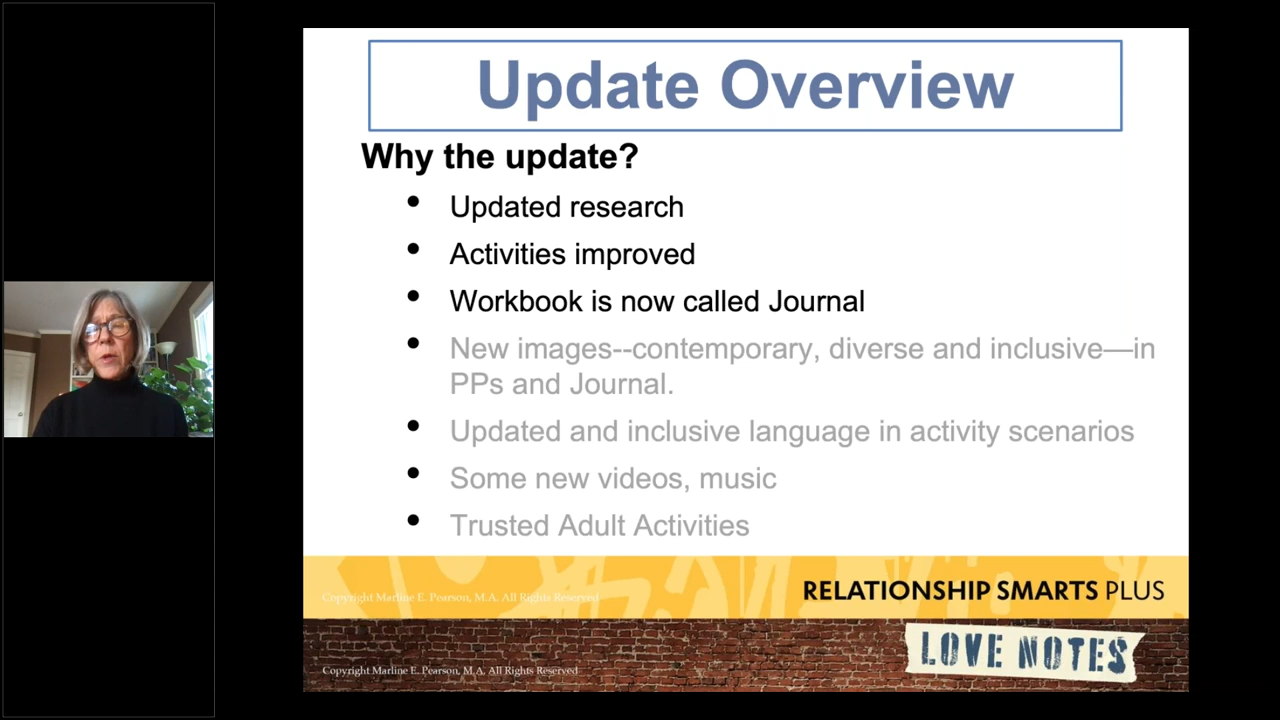 Update Overview
Why the update?
• Updated research
• Activities improved
• Workbook is now called Journal
• New images--contemporary, diverse and inclusive—in
PPs and Journal.
• Updated and inclusive language in activity scenarios
• Some new videos, music
• Trusted Adult Activities
Copyright Marline E. Pearson, M.A. All Rights Reserved
RELATIONSHIP SMARTS PLUS
LOVE NOTES
Copyright Marline E. Pearson, M.A. All Rights Reserved